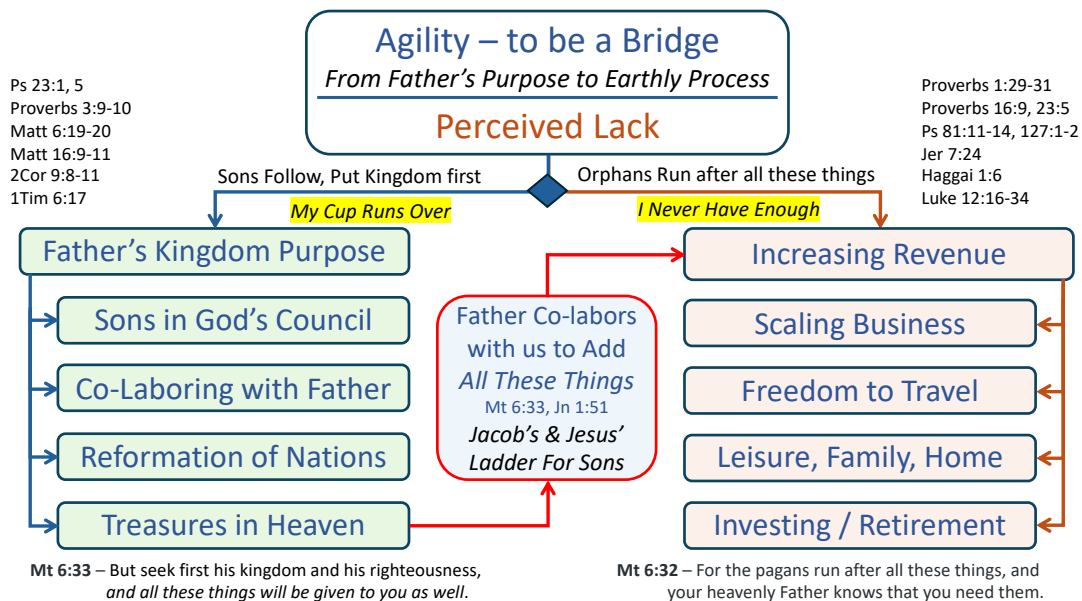 Agility – to be a Bridge
From Father's Purpose to Earthly Process
Perceived Lack
Ps 23:1, 5
Proverbs 3:9-10
Matt 6:19-20
Matt 16:9-11
2Cor 9:8-11
1Tim 6:17
Proverbs 1:29-31
Proverbs 16:9, 23:5
Ps 81:11-14, 127:1-2
Jer 7:24
Haggai 1:6
Luke 12:16-34
Sons Follow, Put Kingdom first
My Cup Runs Over
Orphans Run after all these things
I Never Have Enough
Father's Kingdom Purpose
Sons in God's Council
Co-Laboring with Father
Reformation of Nations
Treasures in Heaven
Father Co-labors
with us to Add
All These Things
Mt 6:33, Jn 1:51
Jacob's & Jesus'
Ladder For Sons
Increasing Revenue
Scaling Business
Freedom to Travel
Leisure, Family, Home
Investing / Retirement
Mt 6:33 – But seek first his kingdom and his righteousness,
and all these things will be given to you as well.
Mt 6:32 – For the pagans run after all these things, and
your heavenly Father knows that you need them.